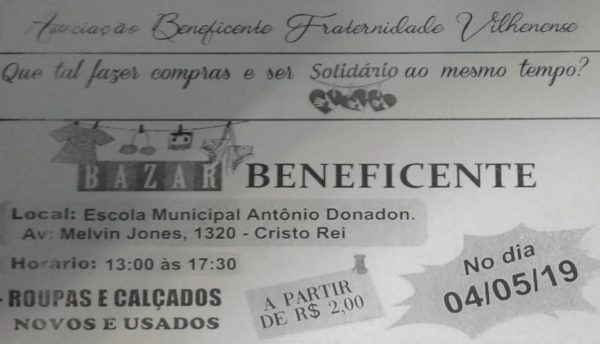 Associação Beneficente Fraternidade Vilhenense
Que tal fazer compras e ser Solidário ao mesmo tempo?
BAZAR BENEFICENTE
Local: Escola Municipal Antônio Donadon.
Av: Melvin Jones, 1320 - Cristo Rei
Horário: 13:00 às 17:30
- ROUPAS E CALÇADOS
NOVOS E USADOS
A PARTIR
DE R$ 2,00
No dia
04/05/19